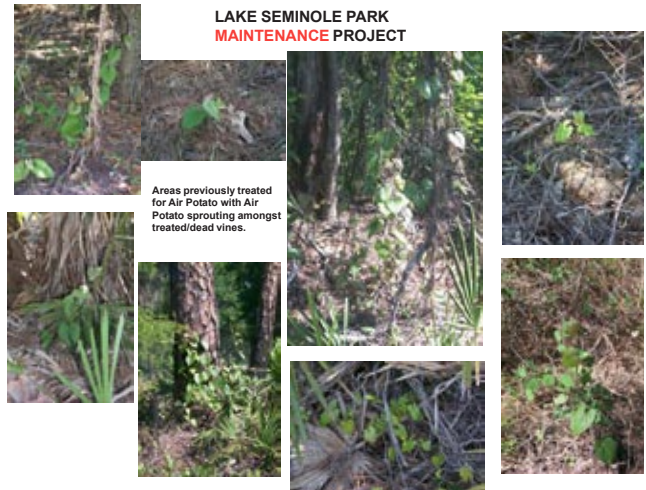 LAKE SEMINOLE PARK
MAINTENANCE PROJECT
Areas previously treated
for Air Potato with Air
Potato sprouting amongst
treated/dead vines.